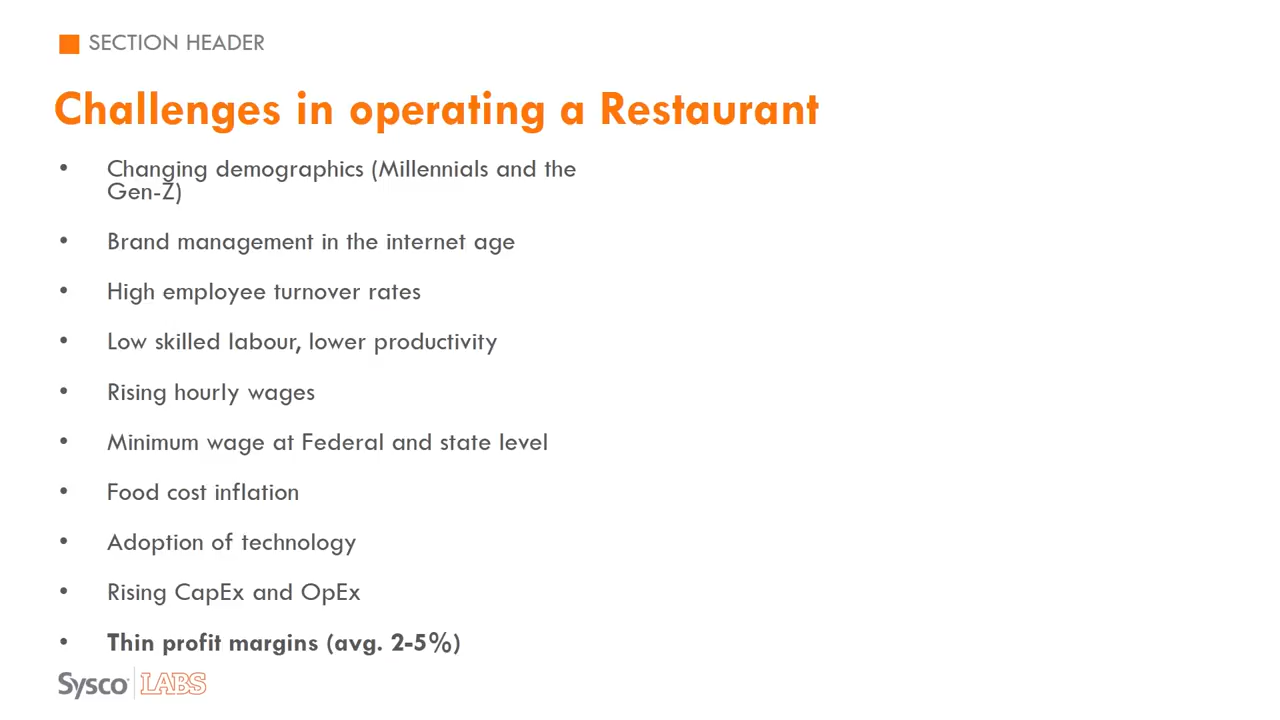 SECTION HEADER
Challenges in operating a Restaurant
• Changing demographics (Millennials and the
Gen-Z)
• Brand management in the internet age
• High employee turnover rates
• Low skilled labour, lower productivity
• Rising hourly wages
• Minimum wage at Federal and state level
• Food cost inflation
• Adoption of technology
• Rising CapEx and OpEx
• Thin profit margins (avg. 2-5%)
Sysco LABS